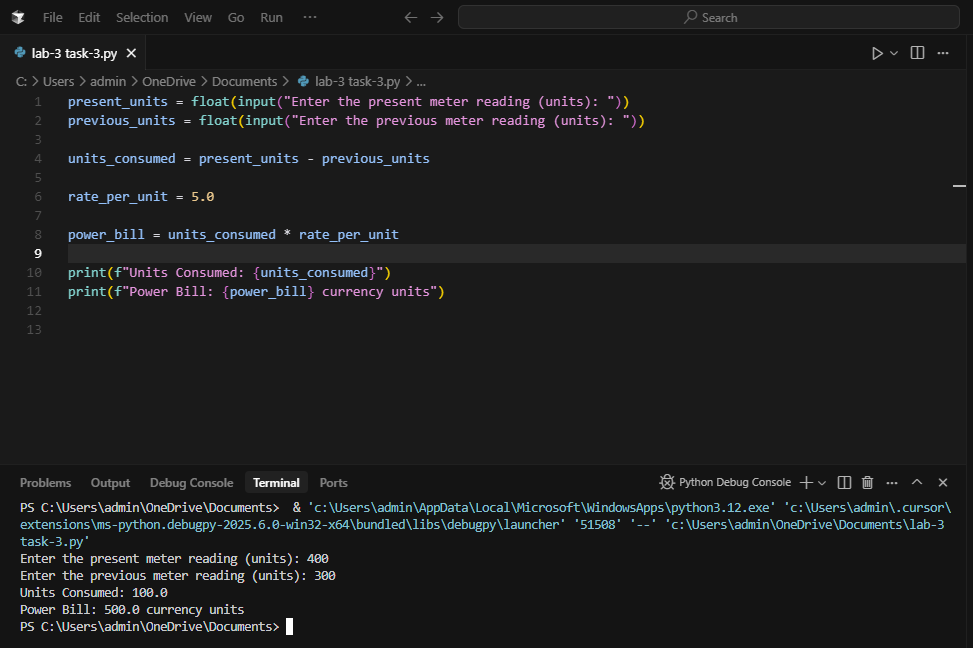 File Edit Selection View Go Run ··· Search
lab-3 task-3.py
C: > Users > admin > OneDrive > Documents > lab-3 task-3.py > ...
1 present_units = float(input("Enter the present meter reading (units): "))
2 previous_units = float(input("Enter the previous meter reading (units): "))
3
4 units_consumed = present_units - previous_units
5
6 rate_per_unit = 5.0
7
8 power_bill = units_consumed * rate_per_unit
9
10 print(f"Units Consumed: {units_consumed}")
11 print(f"Power Bill: {power_bill} currency units")
12
13
Problems Output Debug Console Terminal Ports Python Debug Console
PS C:\Users\admin\OneDrive\Documents>  & 'c:\Users\admin\AppData\Local\Microsoft\WindowsApps\python3.12.exe' 'c:\Users\admin\.cursor\
extensions\ms-python.debugpy-2025.6.0-win32-x64\bundled\libs\debugpy\launcher' '51508' '--' 'c:\Users\admin\OneDrive\Documents\lab-3
task-3.py'
Enter the present meter reading (units): 400
Enter the previous meter reading (units): 300
Units Consumed: 100.0
Power Bill: 500.0 currency units
PS C:\Users\admin\OneDrive\Documents>